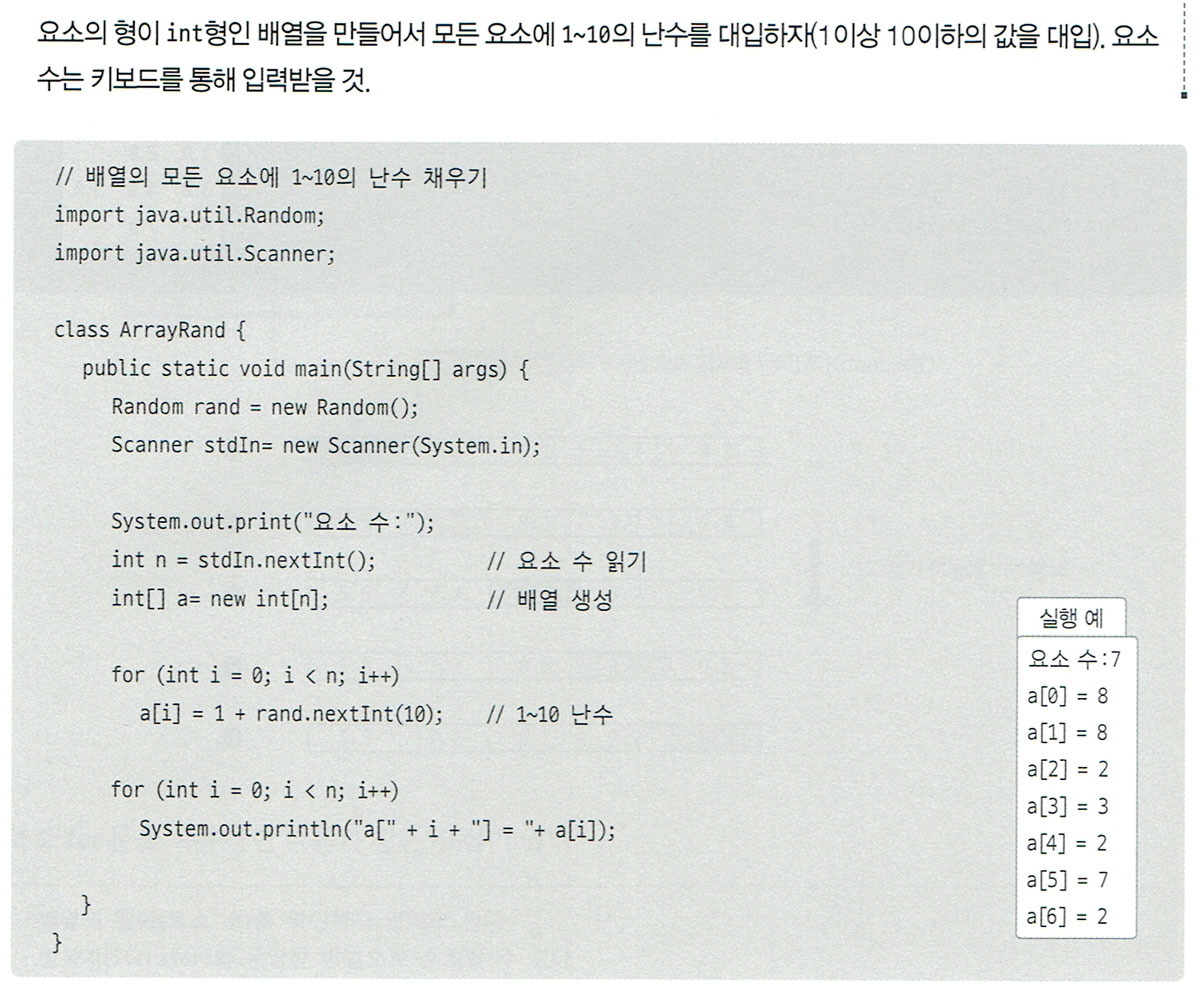 요소의 형이 int형인 배열을 만들어서 모든 요소에 1~10의 난수를 대입하자(1이상 10이하의 값을 대입). 요소
수는 키보드를 통해 입력받을 것.
// 배열의 모든 요소에 1~10의 난수 채우기
import java.util.Random;
import java.util.Scanner;
class ArrayRand {
public static void main(String[] args) {
Random rand = new Random();
Scanner stdIn= new Scanner(System.in);
System.out.print("요소 수:");
int n = stdIn.nextInt(); // 요소 수 읽기
int[] a= new int[n]; // 배열 생성
for (int i = 0; i < n; i++)
a[i] = 1 + rand.nextInt(10); // 1~10 난수
for (int i = 0; i < n; i++)
System.out.println("a[" + i + "] = "+ a[i]);
}
}
실행 예
요소 수:7
a[0] = 8
a[1] = 8
a[2] = 2
a[3] = 3
a[4] = 2
a[5] = 7
a[6] = 2